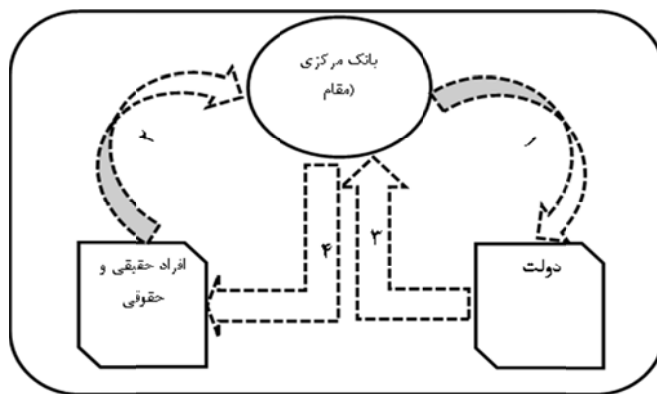 بانک مرکزی
(مقام
۱
۲
۳
۴
افراد حقیقی و
حقوقی
دولت